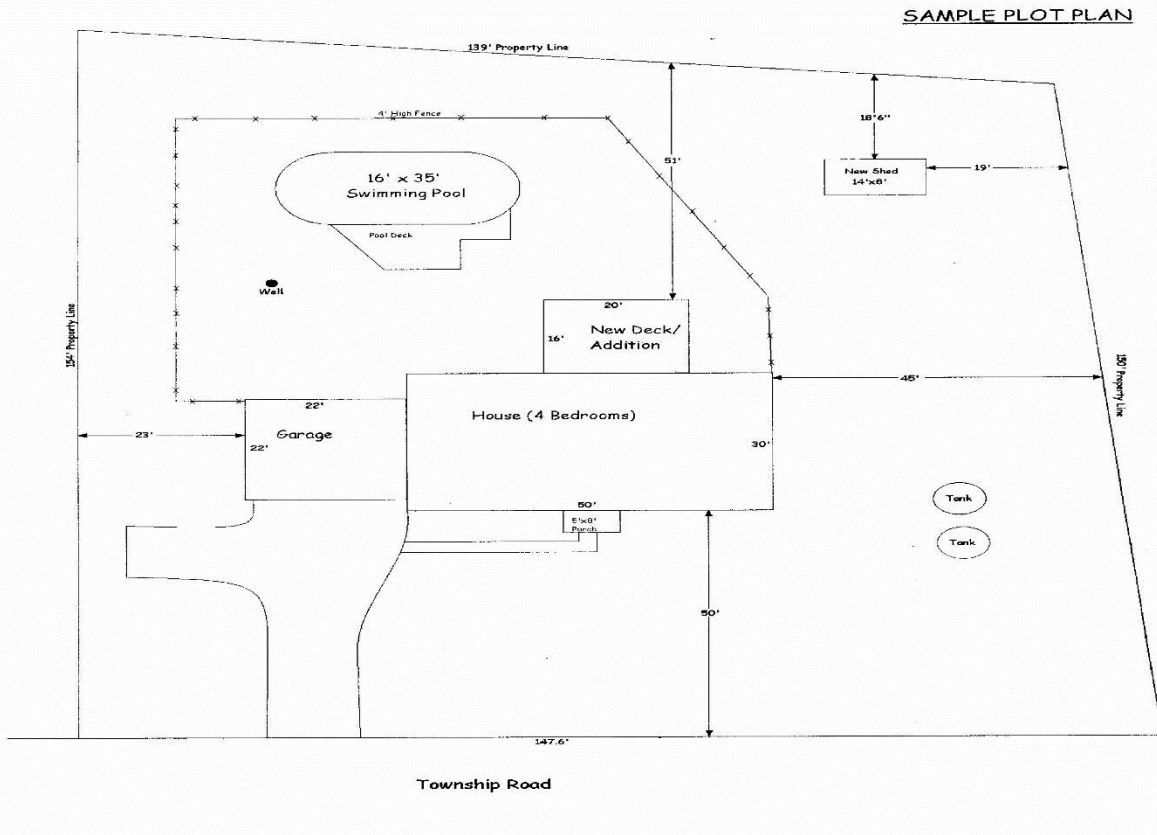 SAMPLE PLOT PLAN
139' Property Line
4' High Fence
51'
18'6"
16' x 35'
Swimming Pool
New Shed
14'x8'
19'
Pool Deck
Well
20'
16'
New Deck/
Addition
154' Property Line
150' Property Line
45'
22'
Garage
22'
23'
House (4 Bedrooms)
30'
50'
5'x8'
Porch
Tank
Tank
50'
147.6'
Township Road